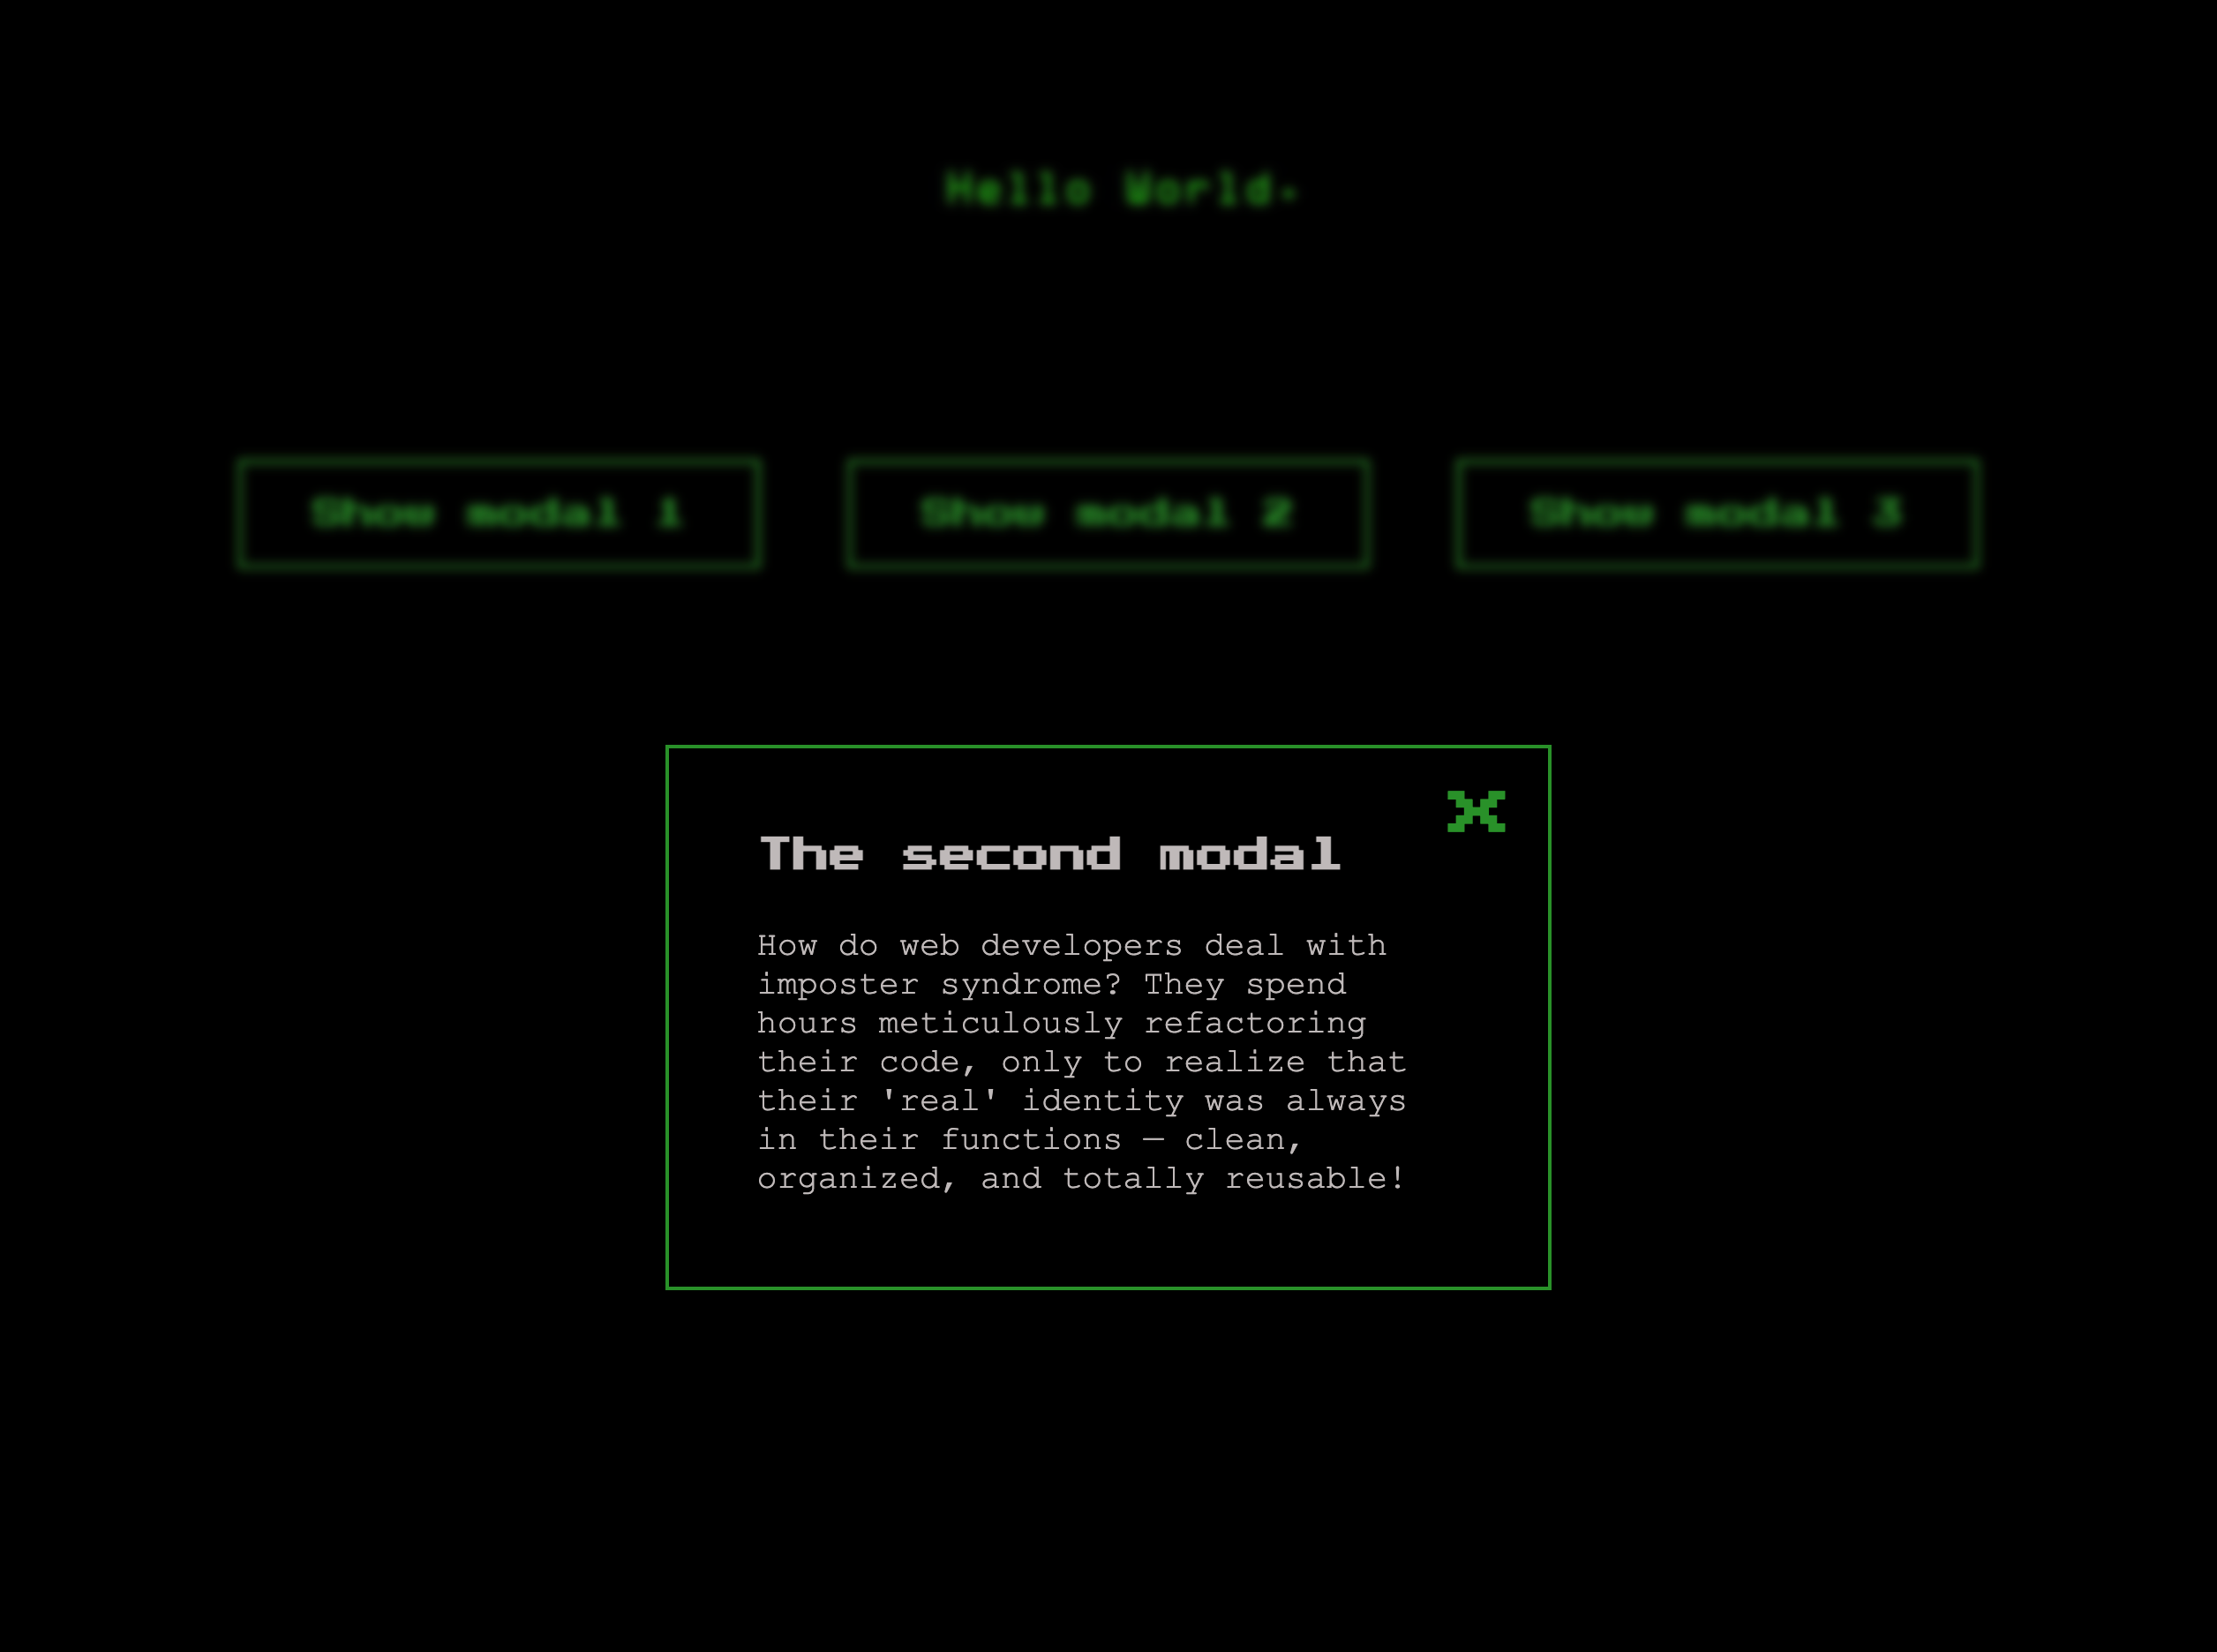 Hello World.
Show modal 1
Show modal 2
Show modal 3
X
The second modal
How do web developers deal with
imposter syndrome? They spend
hours meticulously refactoring
their code, only to realize that
their 'real' identity was always
in their functions — clean,
organized, and totally reusable!